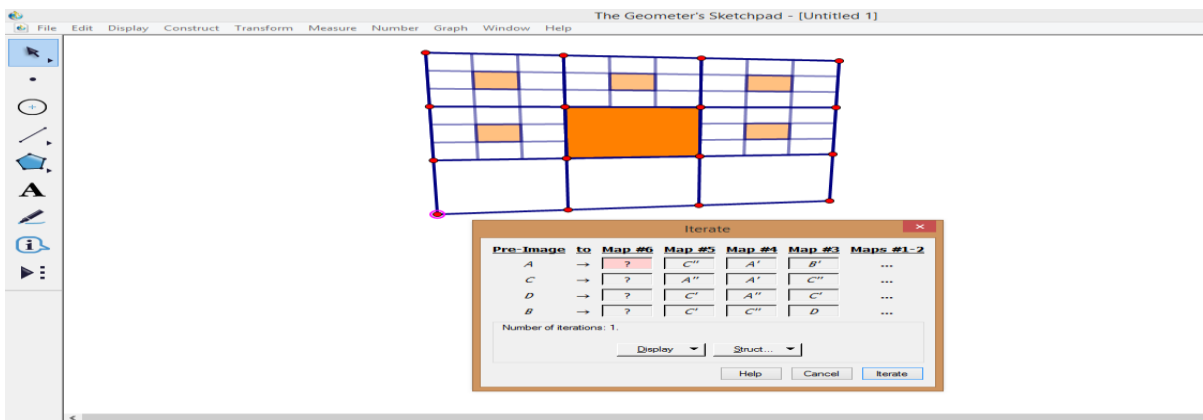 The Geometer's Sketchpad - [Untitled 1]
File Edit Display Construct Transform Measure Number Graph Window Help
A
Iterate
Pre-Image to Map #6 Map #5 Map #4 Map #3 Maps #1-2
A → ? C'' A' B' ...
C → ? A'' A' C'' ...
D → ? C' A'' C' ...
B → ? C' C'' D ...
Number of iterations: 1.
Display Struct...
Help Cancel Iterate